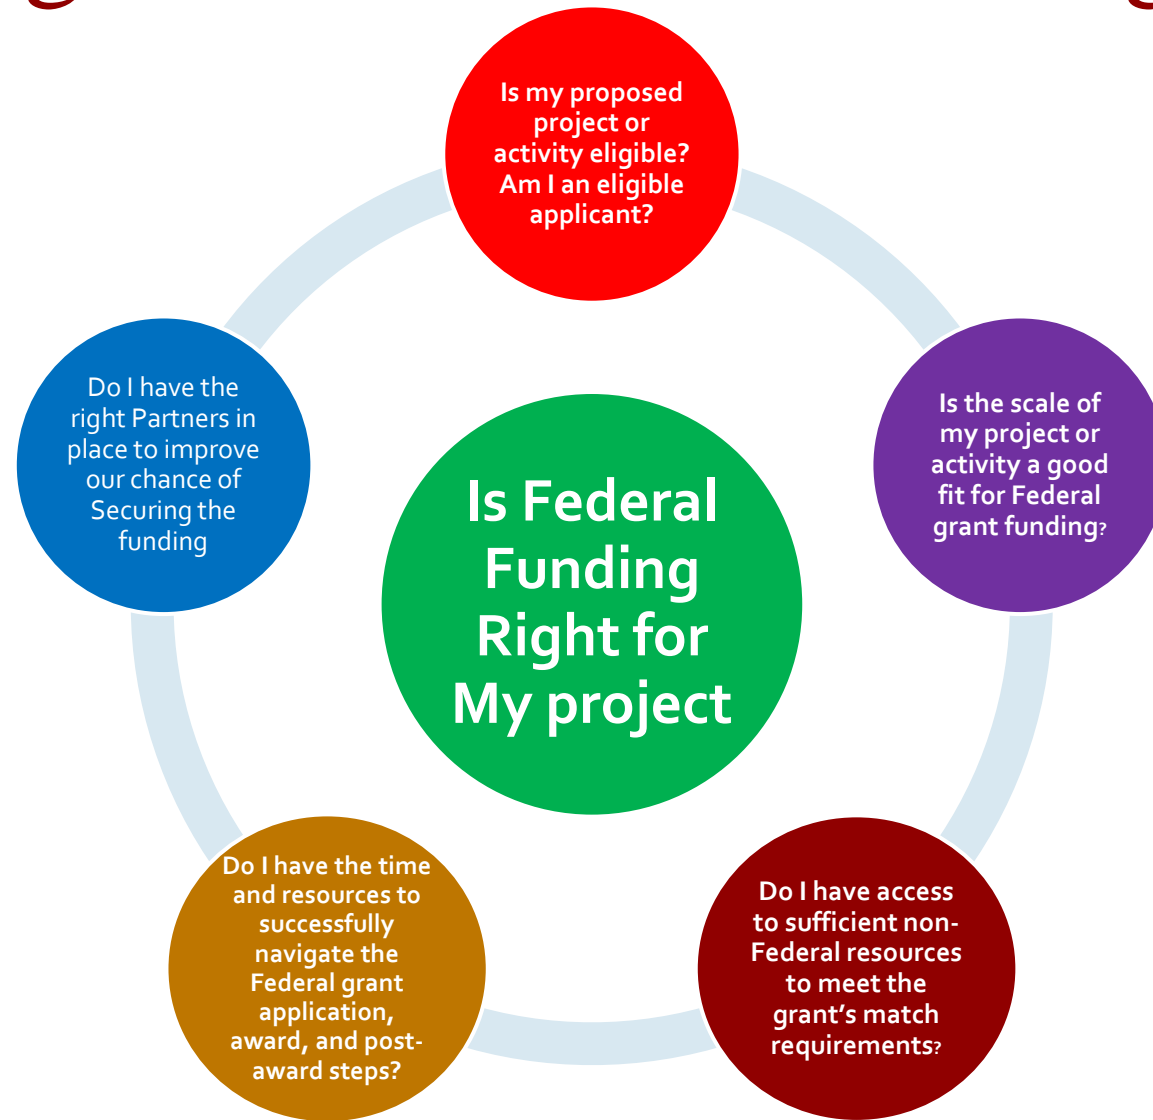 Is my proposed
project or
activity eligible?
Am I an eligible
applicant?
Is the scale of
my project or
activity a good
fit for Federal
grant funding?
Do I have access
to sufficient non-
Federal resources
to meet the
grant’s match
requirements?
Do I have the time
and resources to
successfully
navigate the
Federal grant
application,
award, and post-
award steps?
Do I have the
right Partners in
place to improve
our chance of
Securing the
funding
Is Federal
Funding
Right for
My project